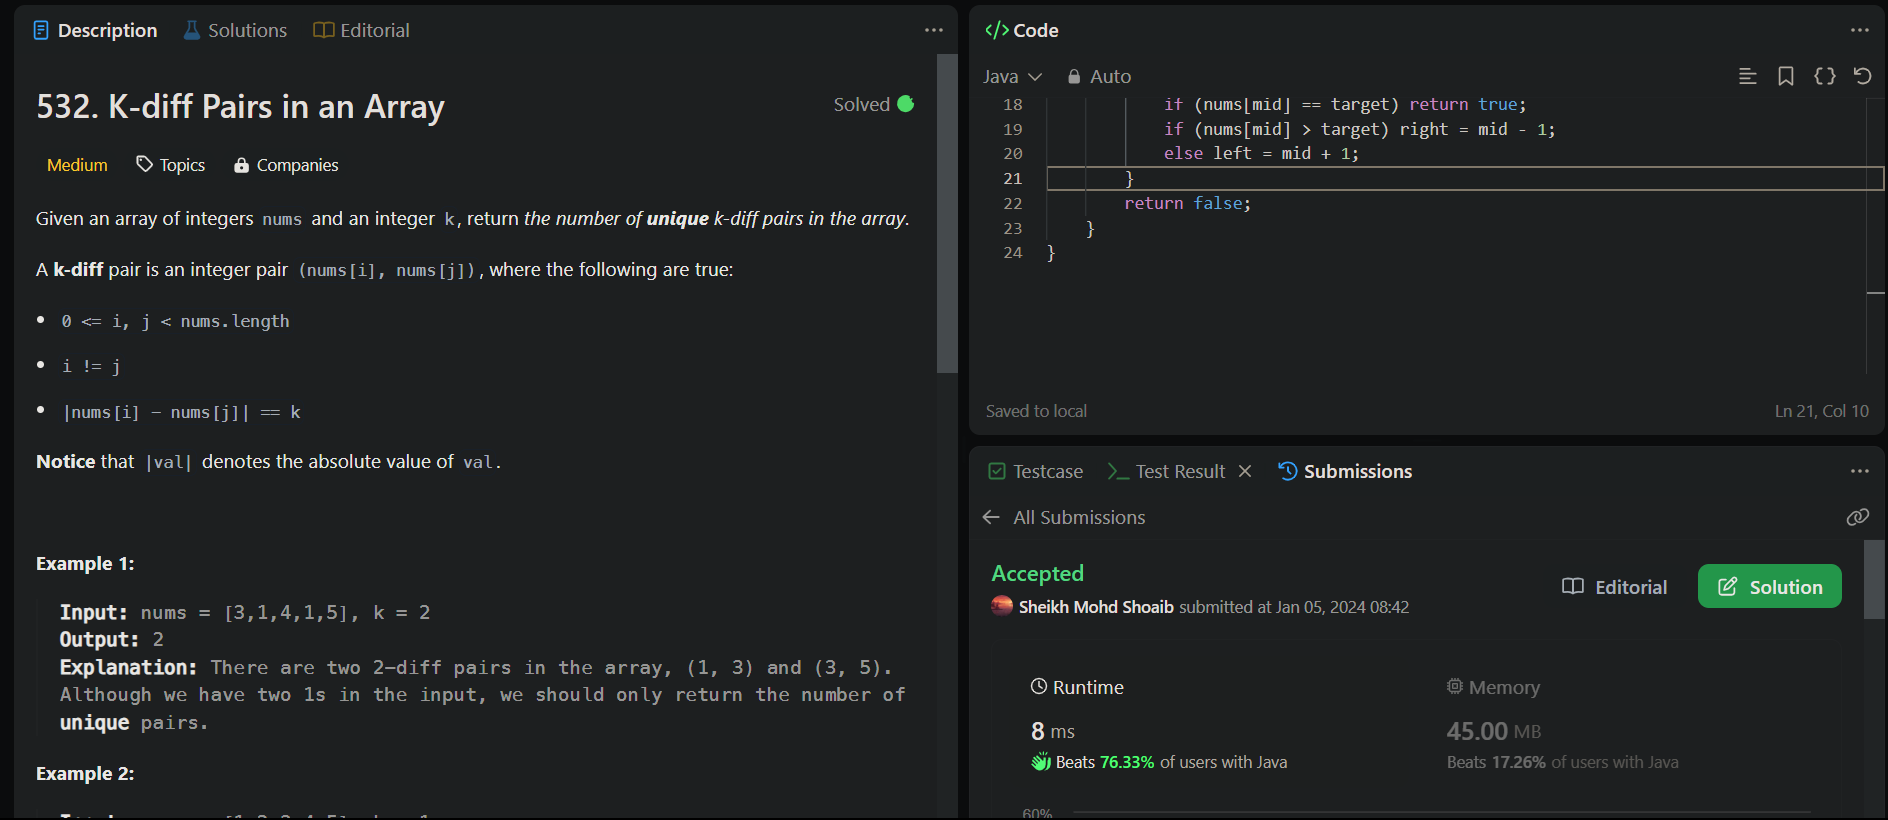 Description Solutions Editorial
532. K-diff Pairs in an Array
Solved
Medium Topics Companies
Given an array of integers nums and an integer k, return the number of unique k-diff pairs in the array.
A k-diff pair is an integer pair (nums[i], nums[j]), where the following are true:
• 0 <= i, j < nums.length
• i != j
• |nums[i] - nums[j]| == k
Notice that |val| denotes the absolute value of val.
Example 1:
Input: nums = [3,1,4,1,5], k = 2
Output: 2
Explanation: There are two 2-diff pairs in the array, (1, 3) and (3, 5).
Although we have two 1s in the input, we should only return the number of
unique pairs.
Example 2:
</> Code
Java Auto
18 if (nums[mid] == target) return true;
19 if (nums[mid] > target) right = mid - 1;
20 else left = mid + 1;
21 }
22 return false;
23 }
24 }
Saved to local
Ln 21, Col 10
Testcase Test Result Submissions
All Submissions
Accepted
Sheikh Mohd Shoaib submitted at Jan 05, 2024 08:42
Editorial
Solution
Runtime
8 ms
Beats 76.33% of users with Java
Memory
45.00 MB
Beats 17.26% of users with Java
60%